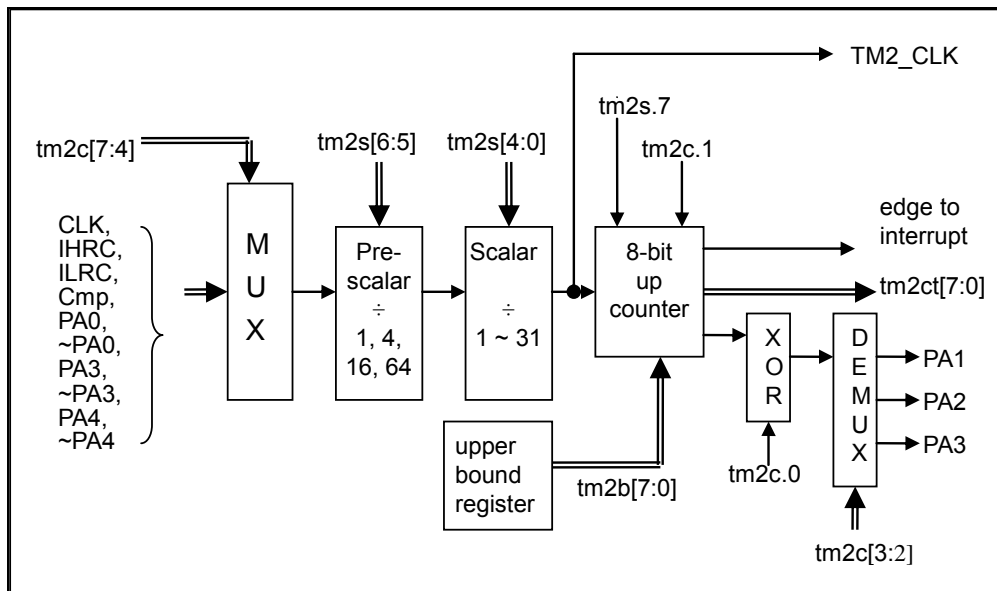 TM2_CLK
tm2s.7
tm2c[7:4]
tm2s[6:5]
tm2s[4:0]
tm2c.1
CLK,
IHRC,
ILRC,
Cmp,
PA0,
~PA0,
PA3,
~PA3,
PA4,
~PA4
M
U
X
Pre-
scalar
÷
1, 4,
16, 64
Scalar
÷
1 ~ 31
8-bit
up
counter
edge to
interrupt
tm2ct[7:0]
X
O
R
D
E
M
U
X
PA1
PA2
PA3
upper
bound
register
tm2b[7:0]
tm2c.0
tm2c[3:2]